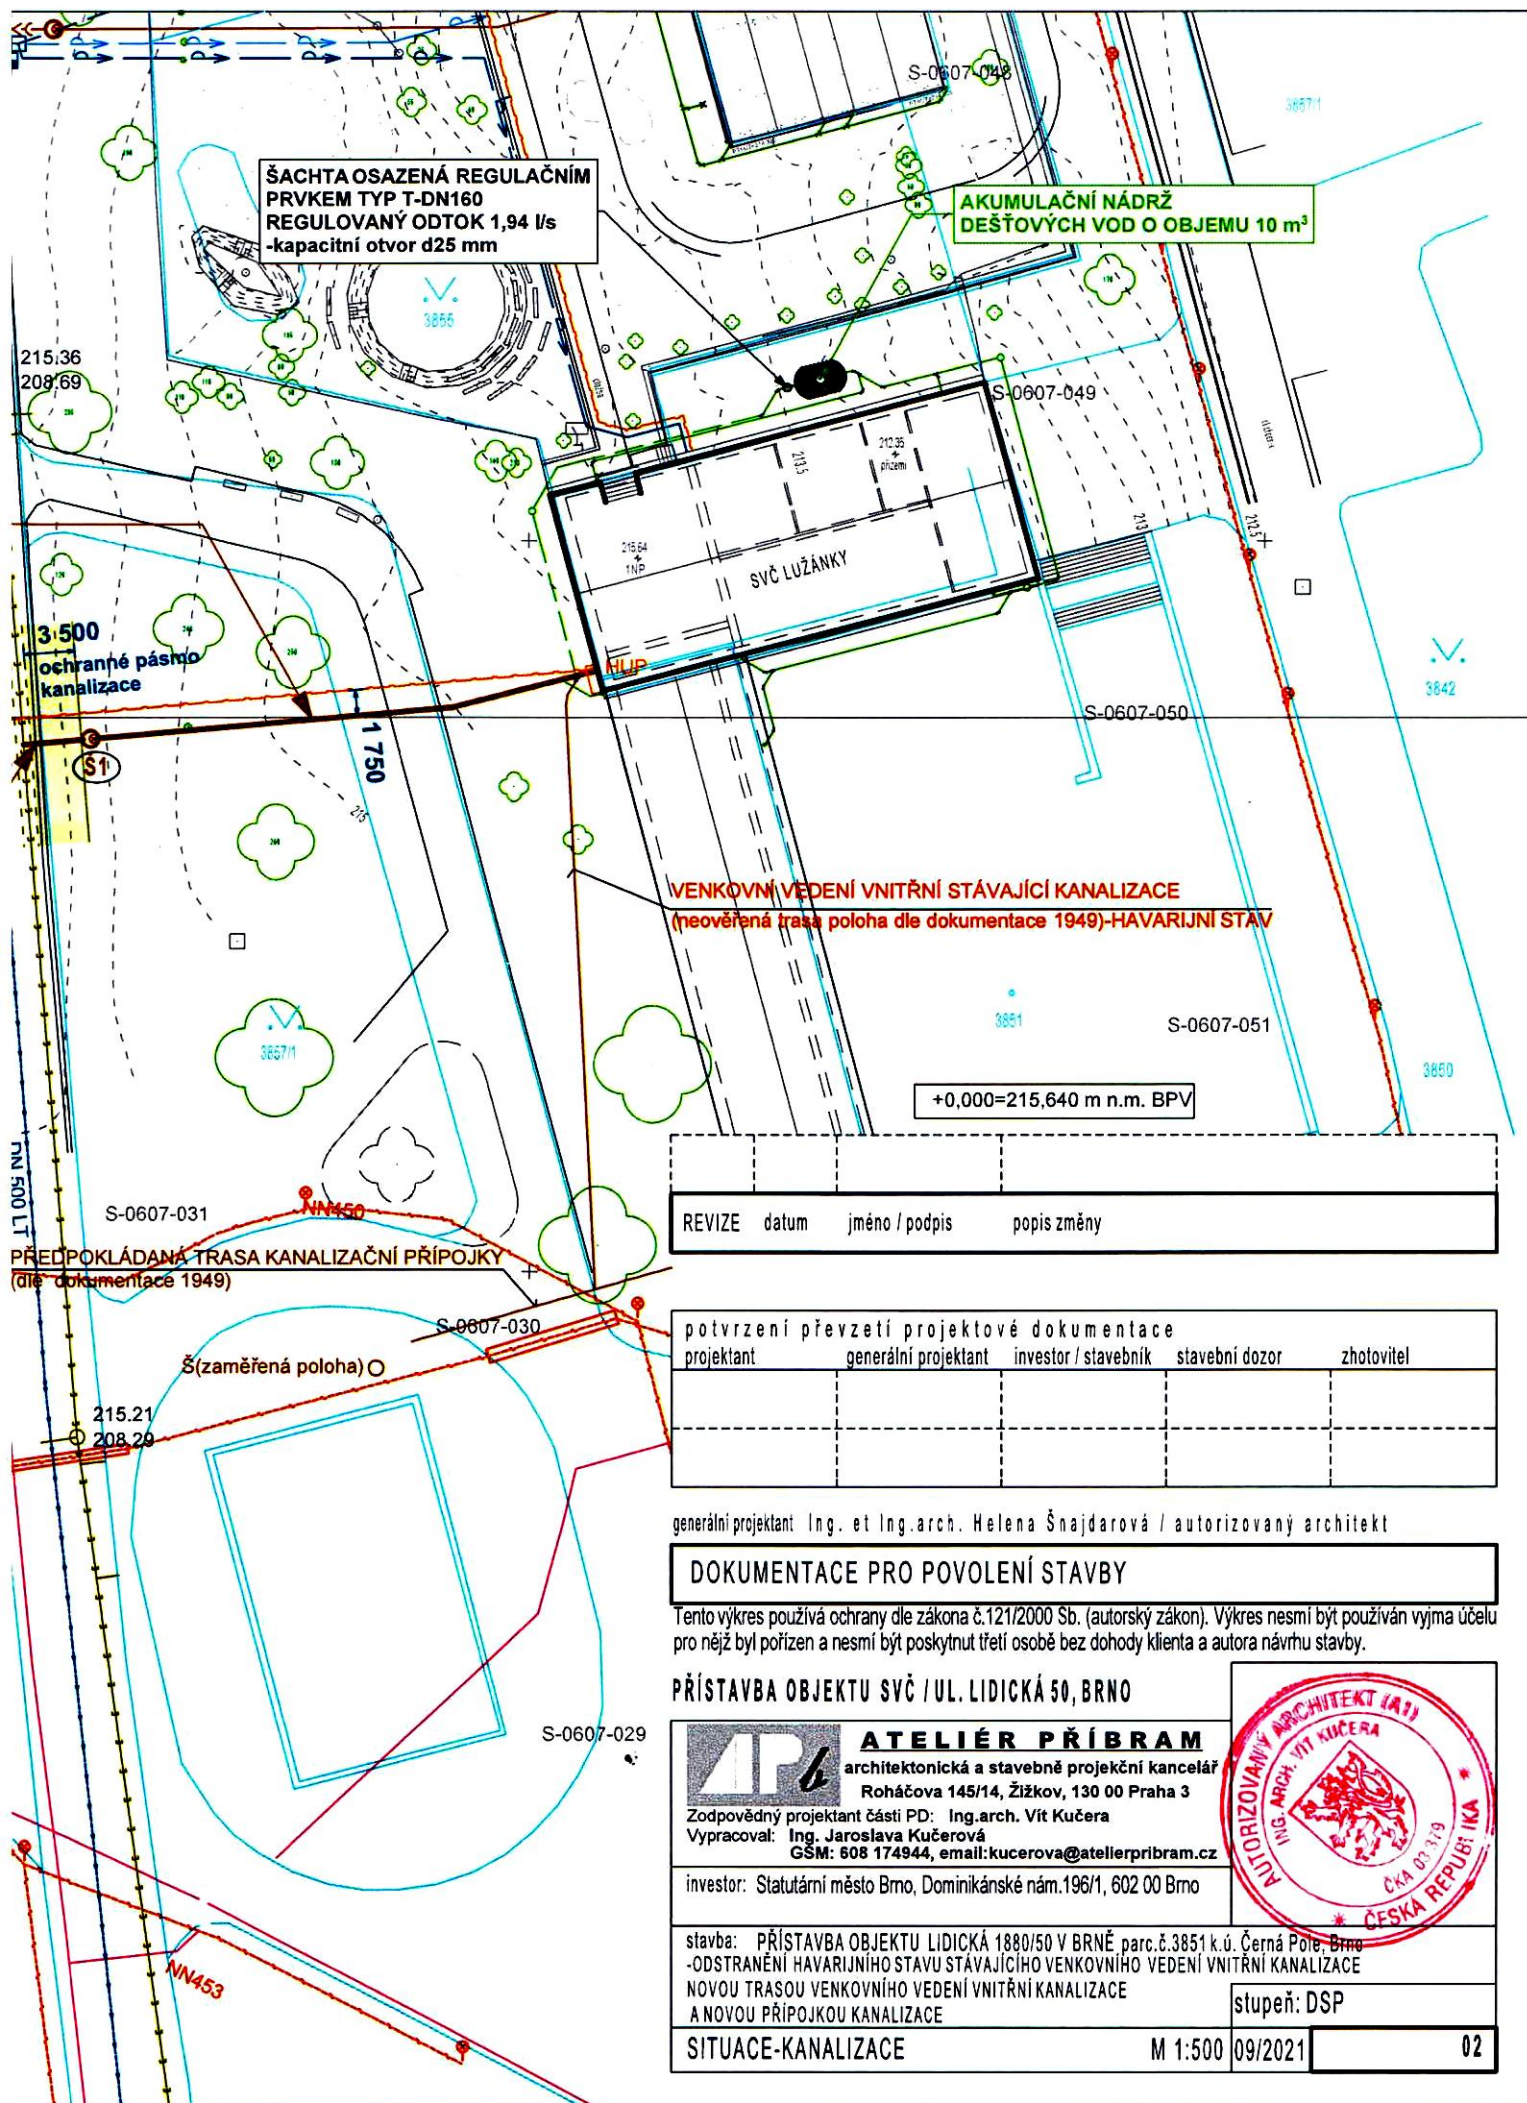 S-0607-048
3867/1
ŠACHTA OSAZENÁ REGULAČNÍM
PRVKEM TYP T-DN160
REGULOVANÝ ODTOK 1,94 l/s
-kapacitní otvor d25 mm
AKUMULAČNÍ NÁDRŽ
DEŠŤOVÝCH VOD O OBJEMU 10 m³
3855
215.36
208.69
S-0607-049
212.35
přízemí
213.5
213
212.5
215.64
1NP
SVČ LUŽÁNKY
3 500
ochranné pásmo
kanalizace
HUP
3842
S-0607-050
Š1
1 750
215
VENKOVNÍ VEDENÍ VNITŘNÍ STÁVAJÍCÍ KANALIZACE
(neověřená trasa poloha dle dokumentace 1949)-HAVARIJNÍ STAV
3851
S-0607-051
3867/1
3850
+0,000=215,640 m n.m. BPV
DN 500 LT
S-0607-031
NN450
REVIZE datum jméno / podpis popis změny
PŘEDPOKLÁDANÁ TRASA KANALIZAČNÍ PŘÍPOJKY
(dle dokumentace 1949)
S-0607-030
Š(zaměřená poloha)
215.21
208.29
potvrzení převzetí projektové dokumentace
projektant generální projektant investor / stavebník stavební dozor zhotovitel
generální projektant Ing. et Ing.arch. Helena Šnajdarová / autorizovaný architekt
DOKUMENTACE PRO POVOLENÍ STAVBY
Tento výkres používá ochrany dle zákona č.121/2000 Sb. (autorský zákon). Výkres nesmí být používán vyjma účelu
pro nějž byl pořízen a nesmí být poskytnut třetí osobě bez dohody klienta a autora návrhu stavby.
PŘÍSTAVBA OBJEKTU SVČ / UL. LIDICKÁ 50, BRNO
S-0607-029
APb
ATELIÉR PŘÍBRAM
architektonická a stavebně projekční kancelář
Roháčova 145/14, Žižkov, 130 00 Praha 3
Zodpovědný projektant části PD: Ing.arch. Vít Kučera
Vypracoval: Ing. Jaroslava Kučerová
GSM: 608 174944, email:kucerova@atelierpribram.cz
AUTORIZOVANÝ ARCHITEKT (A1)
ING. ARCH. VÍT KUČERA
ČKA 03 379
* ČESKÁ REPUBLIKA *
investor: Statutární město Brno, Dominikánské nám.196/1, 602 00 Brno
stavba: PŘÍSTAVBA OBJEKTU LIDICKÁ 1880/50 V BRNĚ parc.č.3851 k.ú. Černá Pole, Brno
-ODSTRANĚNÍ HAVARIJNÍHO STAVU STÁVAJÍCÍHO VENKOVNÍHO VEDENÍ VNITŘNÍ KANALIZACE
NOVOU TRASOU VENKOVNÍHO VEDENÍ VNITŘNÍ KANALIZACE
A NOVOU PŘÍPOJKOU KANALIZACE
stupeň: DSP
NN453
SITUACE-KANALIZACE M 1:500 09/2021 02